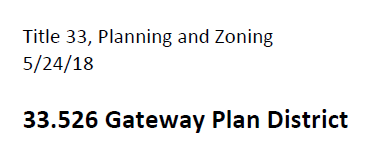 Title 33, Planning and Zoning
5/24/18
33.526 Gateway Plan District